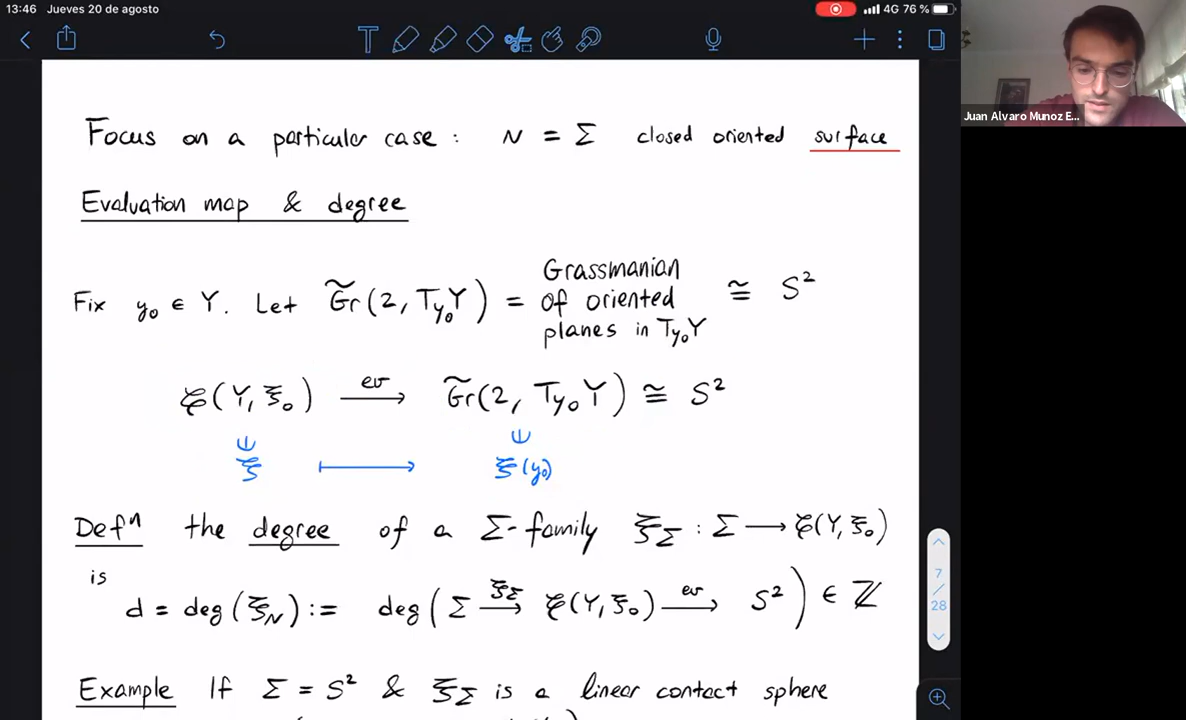 13:46 Jueves 20 de agosto
4G 76 %
Juan Alvaro Munoz E...
Focus on a particular case : N = Σ closed oriented surface
Evaluation map & degree
Fix y₀ ∈ Y. Let G̃r(2, T_{y₀}Y) = Grassmanian of oriented planes in T_{y₀}Y ≅ S²
𝒞(Y, ξ₀) —ev→ G̃r(2, T_{y₀}Y) ≅ S²
ξ ⟼ ξ(y₀)
Defⁿ the degree of a Σ-family ξ_Σ : Σ ⟶ 𝒞(Y, ξ₀)
is
d = deg(ξ_N) := deg(Σ —ξ_Σ→ 𝒞(Y, ξ₀) —ev→ S²) ∈ ℤ
7
/
28
Example If Σ = S² & ξ_Σ is a linear contact sphere